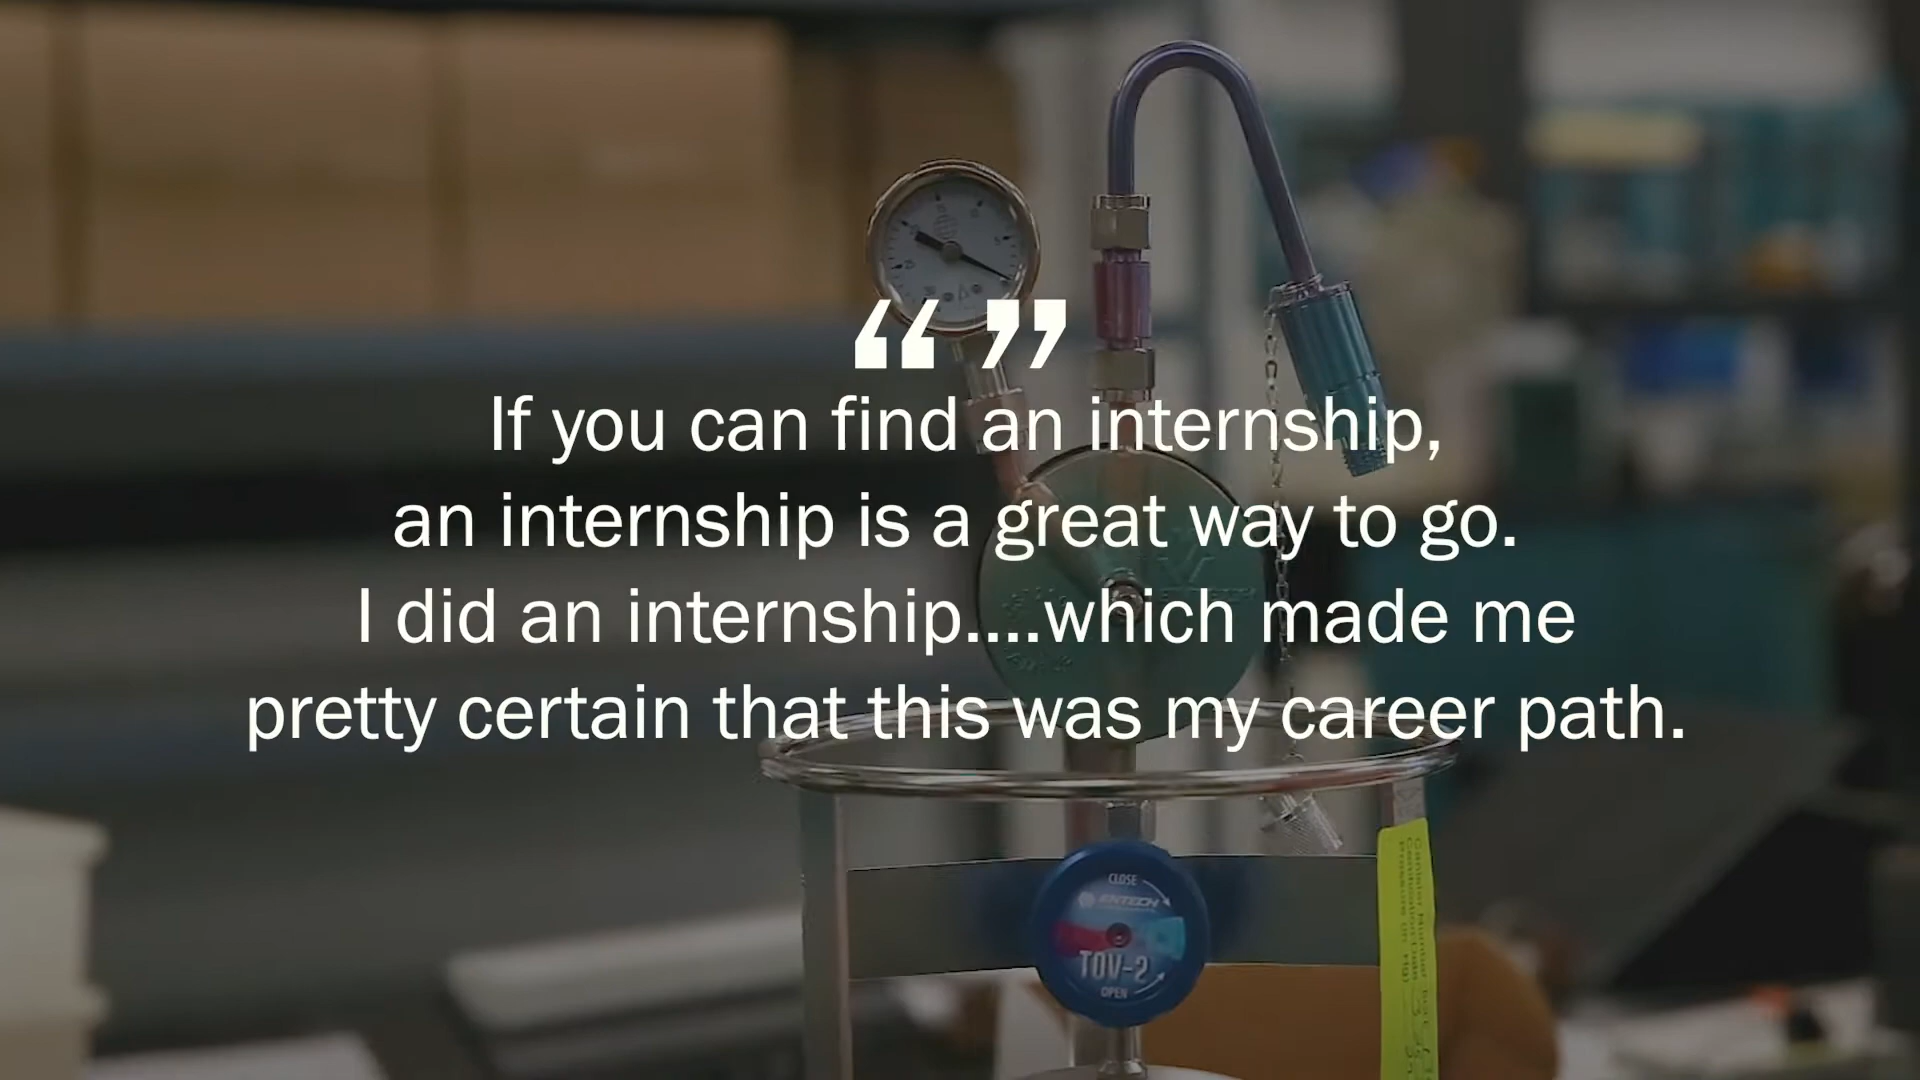 “ ”
If you can find an internship,
an internship is a great way to go.
I did an internship....which made me
pretty certain that this was my career path.
CLOSE
ENTECH
TOV-2
OPEN